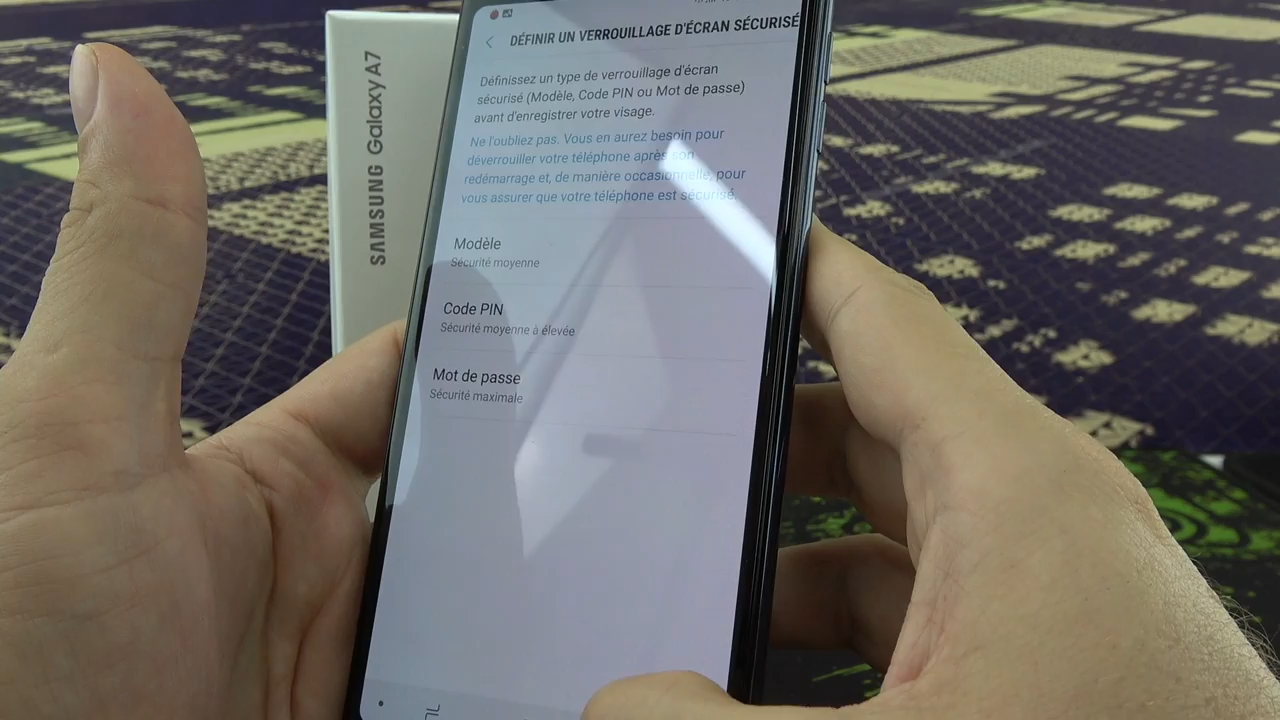 SAMSUNG Galaxy A7
DÉFINIR UN VERROUILLAGE D'ÉCRAN SÉCURISÉ
Définissez un type de verrouillage d'écran
sécurisé (Modèle, Code PIN ou Mot de passe)
avant d'enregistrer votre visage.
Ne l'oubliez pas. Vous en aurez besoin pour
déverrouiller votre téléphone après son
redémarrage et, de manière occasionnelle, pour
vous assurer que votre téléphone est sécurisé.
Modèle
Sécurité moyenne
Code PIN
Sécurité moyenne à élevée
Mot de passe
Sécurité maximale